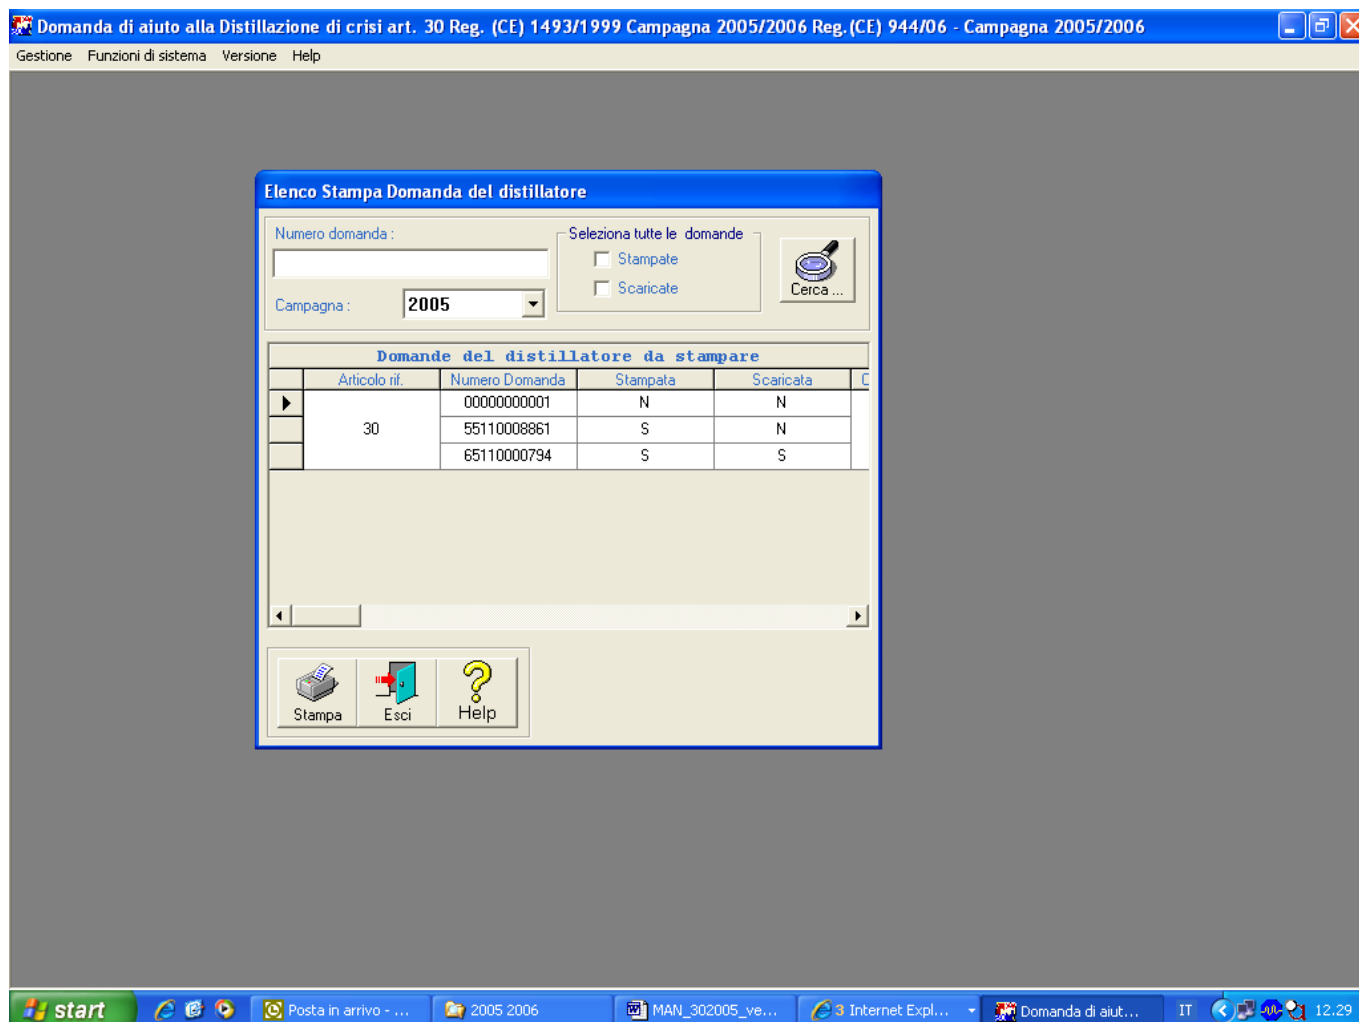 Domanda di aiuto alla Distillazione di crisi art. 30 Reg. (CE) 1493/1999 Campagna 2005/2006 Reg.(CE) 944/06 - Campagna 2005/2006
Gestione Funzioni di sistema Versione Help
Elenco Stampa Domanda del distillatore
Numero domanda :
Seleziona tutte le domande
Stampate
Scaricate
Cerca ...
Campagna : 2005
Domande del distillatore da stampare
Articolo rif. Numero Domanda Stampata Scaricata C
00000000001 N N
30 55110008861 S N
65110000794 S S
Stampa Esci Help
start Posta in arrivo - ... 2005 2006 MAN_302005_ve... 3 Internet Expl... Domanda di aiut... IT 12.29